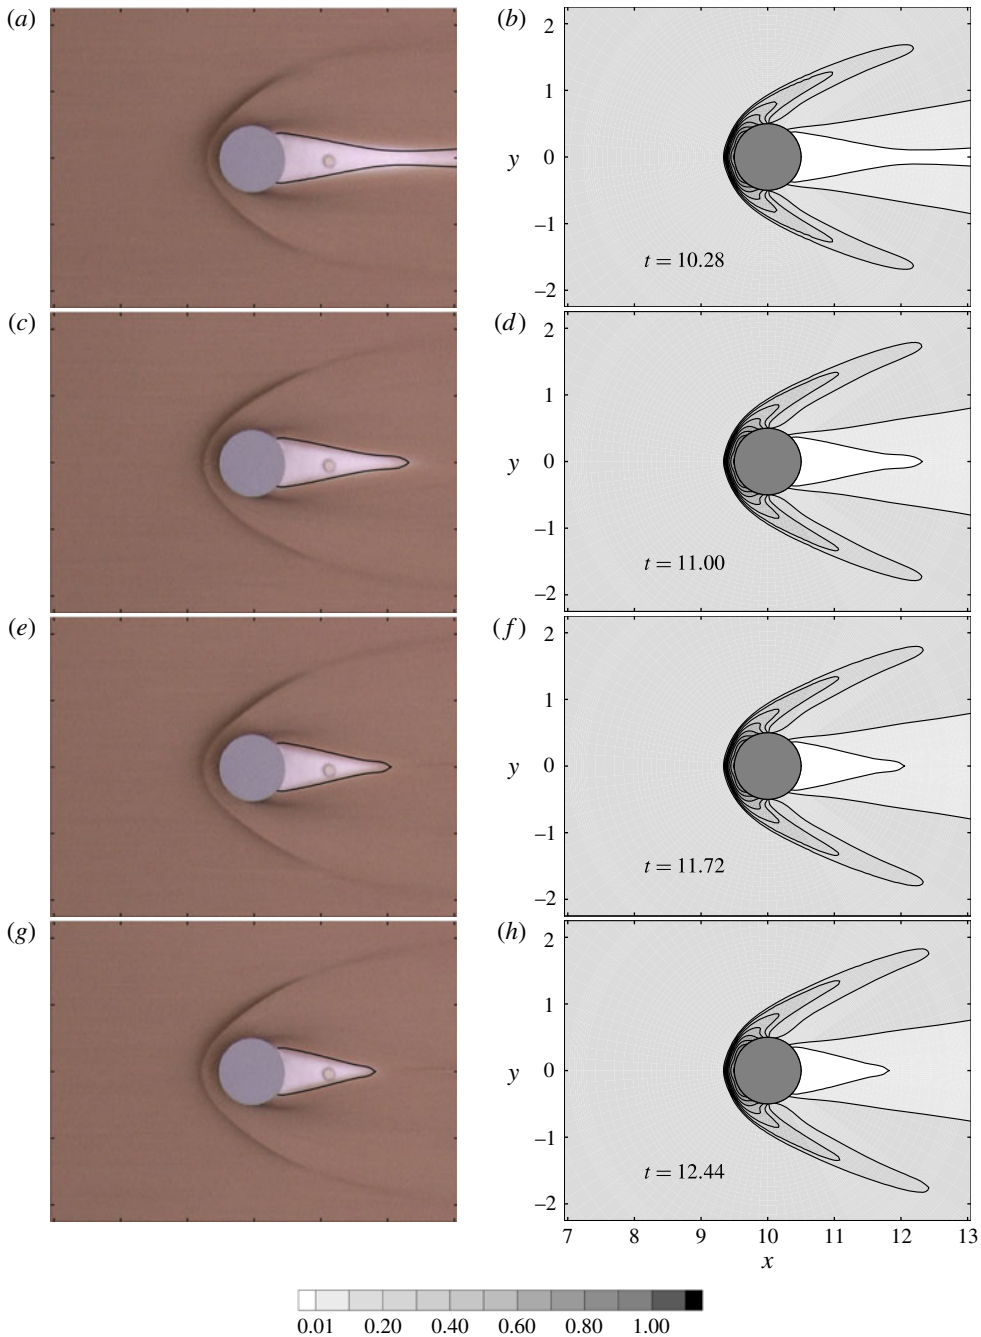 (a)
(b)
2
1
y 0
–1
–2
t = 10.28
(c)
(d)
2
1
y 0
–1
–2
t = 11.00
(e)
(f)
2
1
y 0
–1
–2
t = 11.72
(g)
(h)
2
1
y 0
–1
–2
t = 12.44
7 8 9 10 11 12 13
x
0.01 0.20 0.40 0.60 0.80 1.00